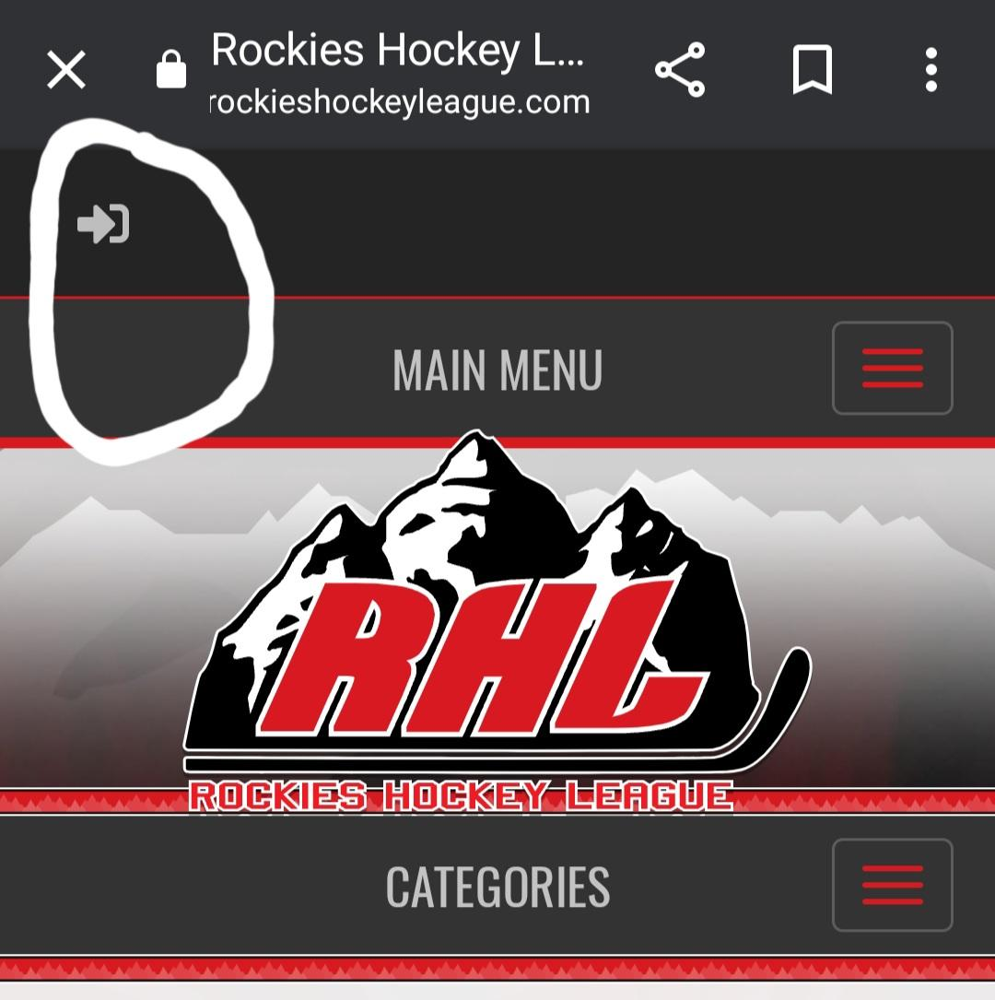 Rockies Hockey L...
rockieshockeyleague.com
MAIN MENU
RHL
ROCKIES HOCKEY LEAGUE
CATEGORIES